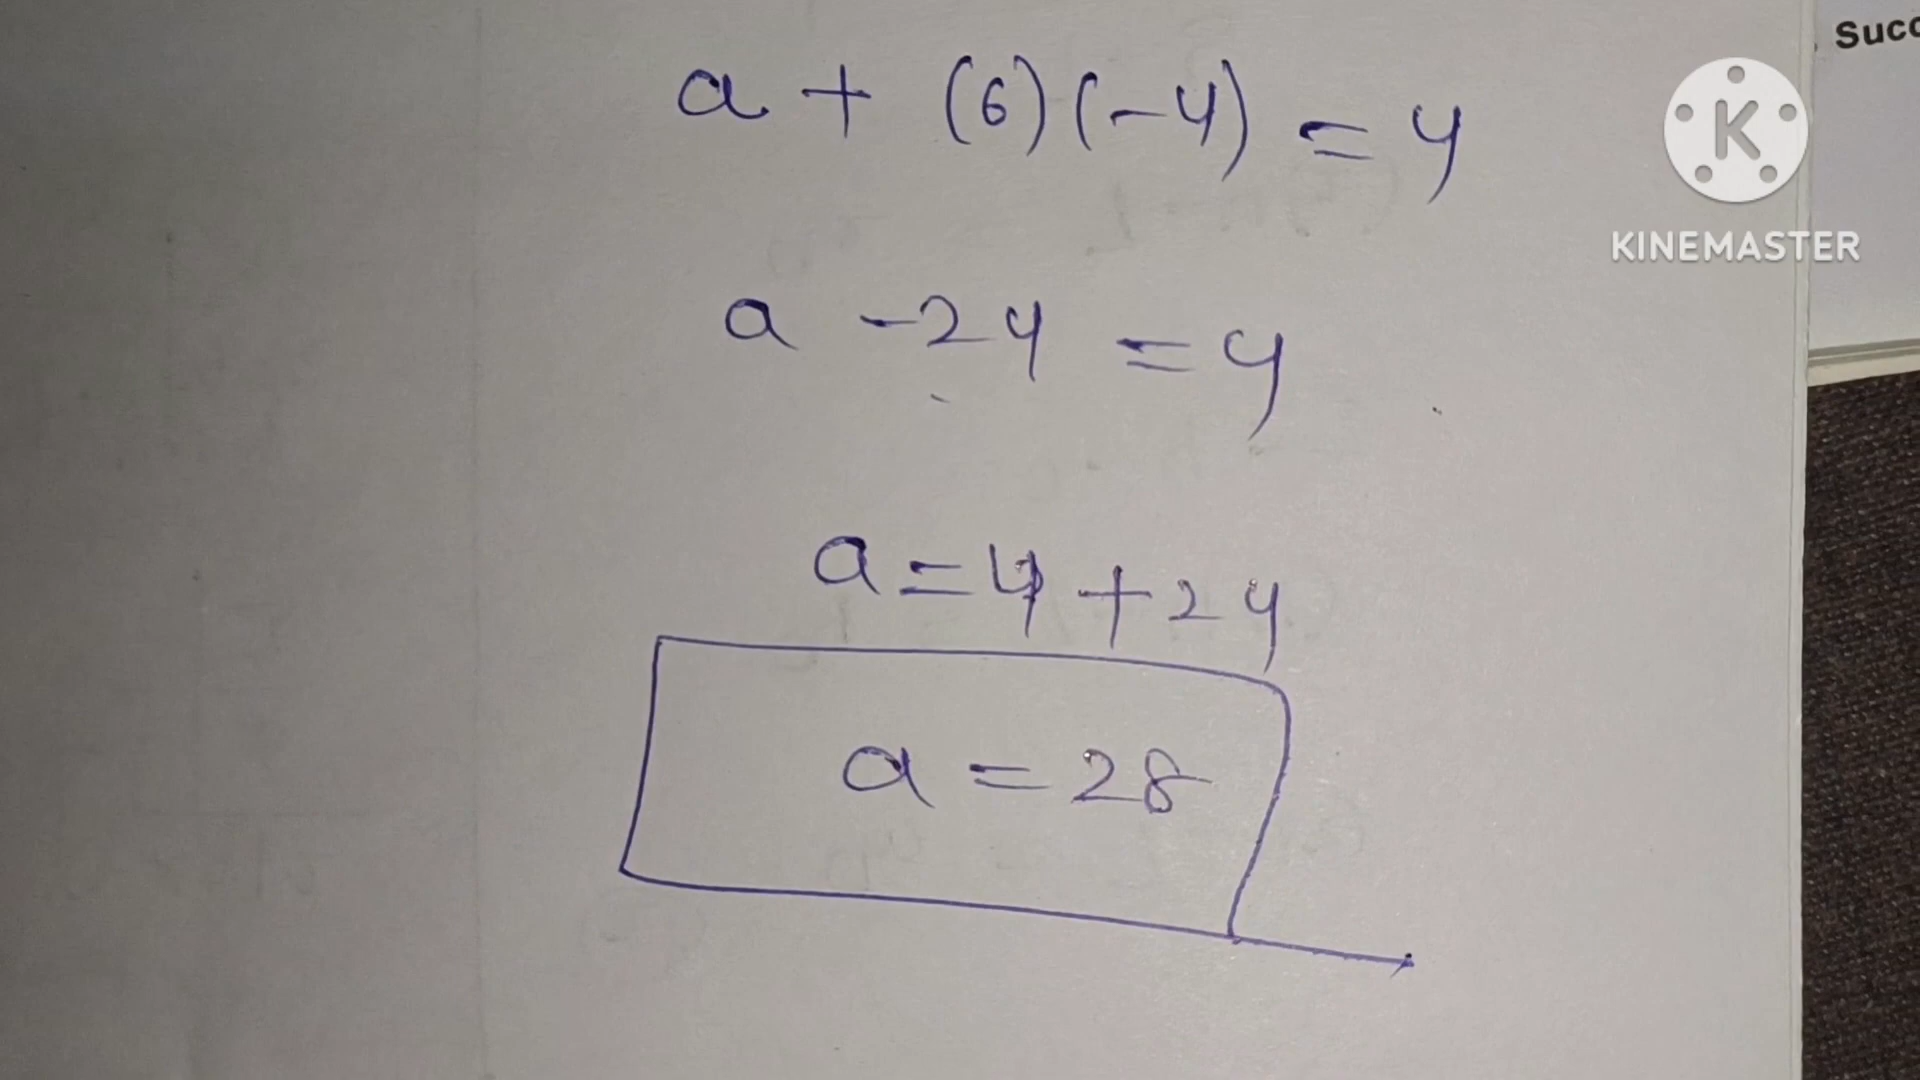 a + (6)(-4) = 4
Succ
K
KINEMASTER
a - 24 = 4
a = 4 + 24
a = 28